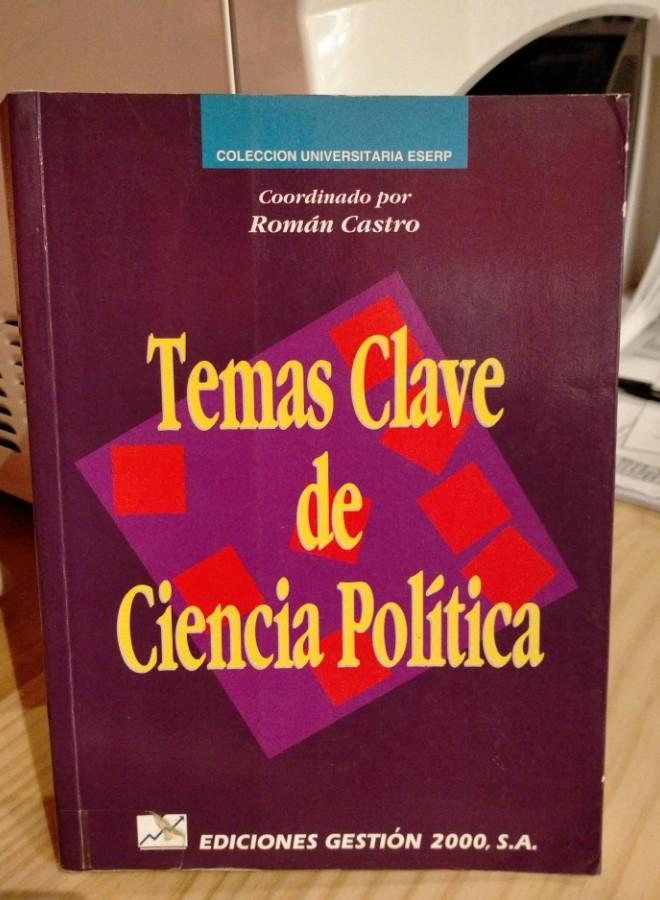 COLECCION UNIVERSITARIA ESERP
Coordinado por
Román Castro
Temas Clave
de
Ciencia Política
EDICIONES GESTIÓN 2000, S.A.